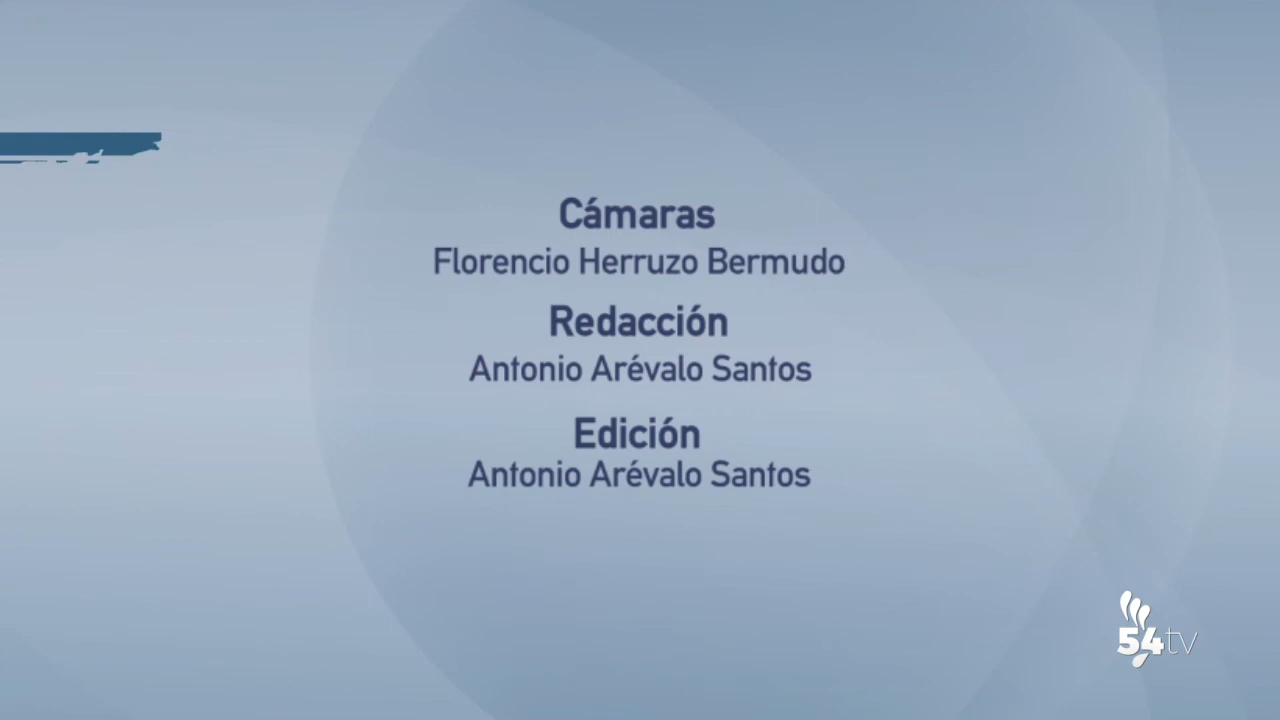 Cámaras
Florencio Herruzo Bermudo
Redacción
Antonio Arévalo Santos
Edición
Antonio Arévalo Santos
54tv